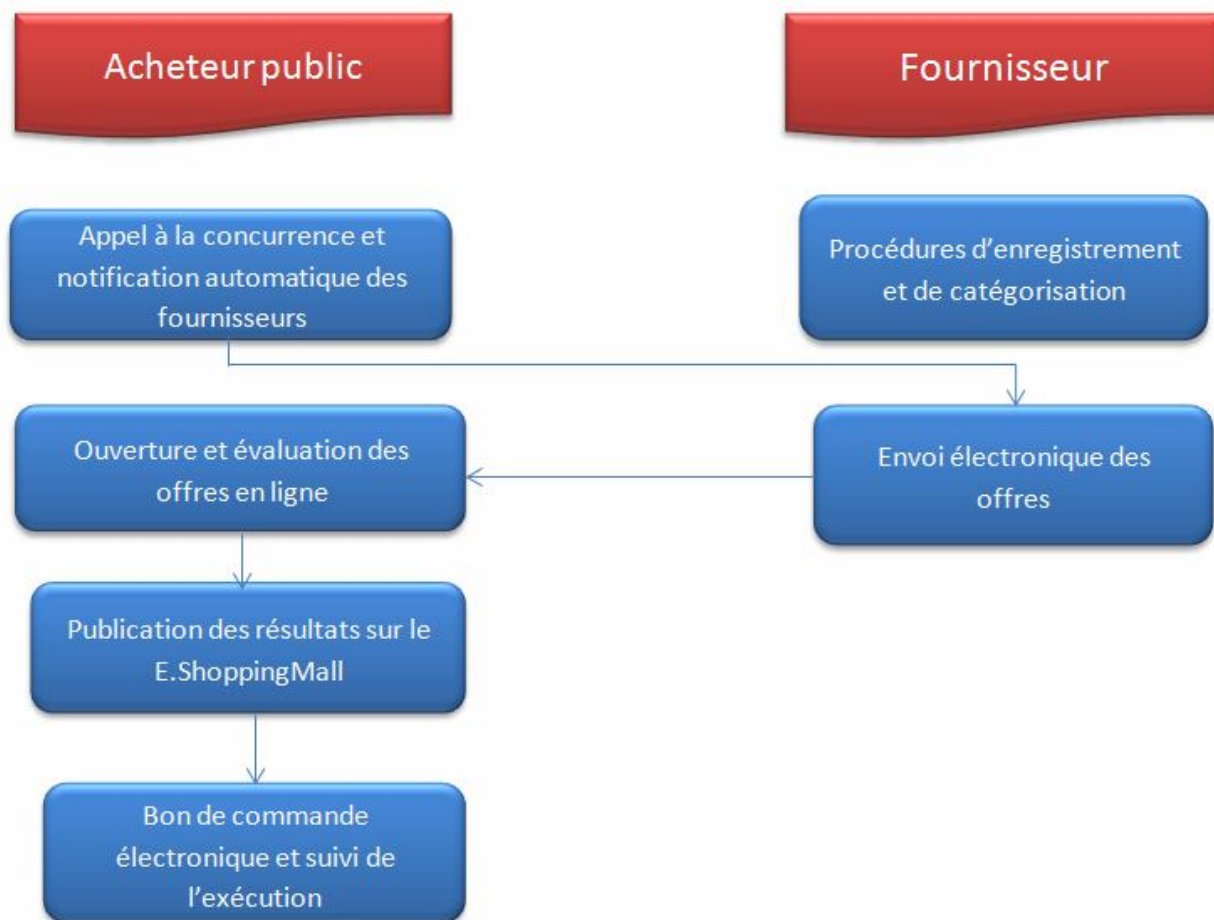 Acheteur public
Fournisseur
Appel à la concurrence et
notification automatique des
fournisseurs
Procédures d’enregistrement
et de catégorisation
Ouverture et évaluation des
offres en ligne
Envoi électronique des
offres
Publication des résultats sur le
E.ShoppingMall
Bon de commande
électronique et suivi de
l’exécution